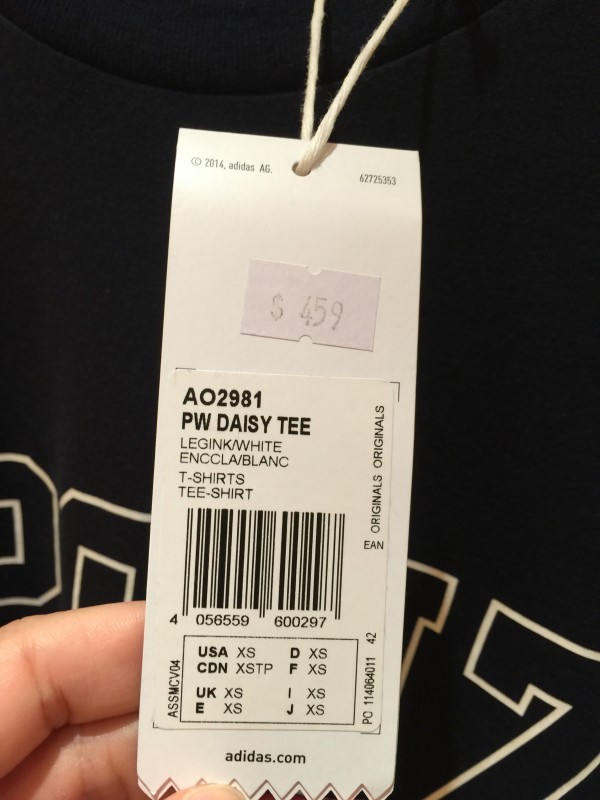 © 2014, adidas AG.
62725353
$ 459
AO2981
PW DAISY TEE
LEGINK/WHITE
ENCCLA/BLANC
T-SHIRTS
TEE-SHIRT
EAN ORIGINALS ORIGINALS
4 056559 600297
USA XS D XS
CDN XSTP F XS
UK XS I XS
E XS J XS
ASSMCV04
PO 114064011 42
adidas.com